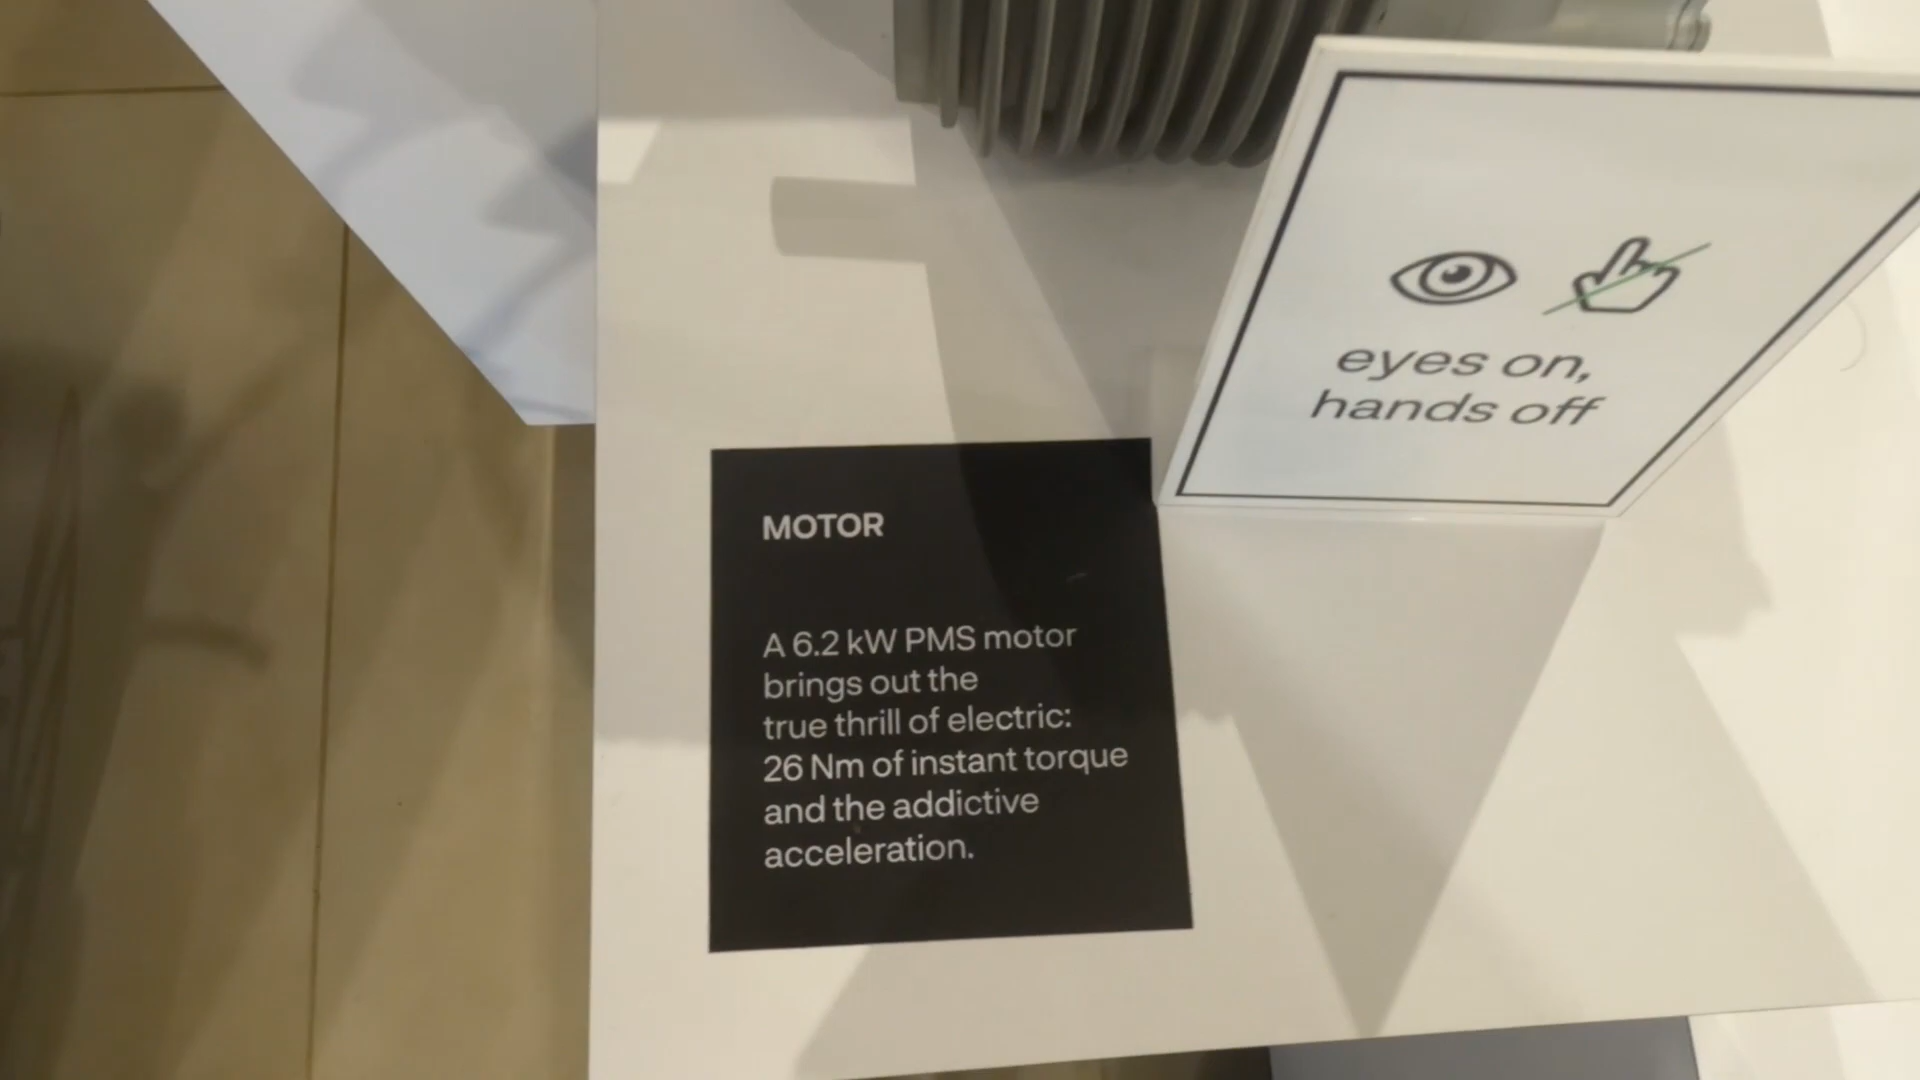 eyes on,
hands off
MOTOR
A 6.2 kW PMS motor
brings out the
true thrill of electric:
26 Nm of instant torque
and the addictive
acceleration.